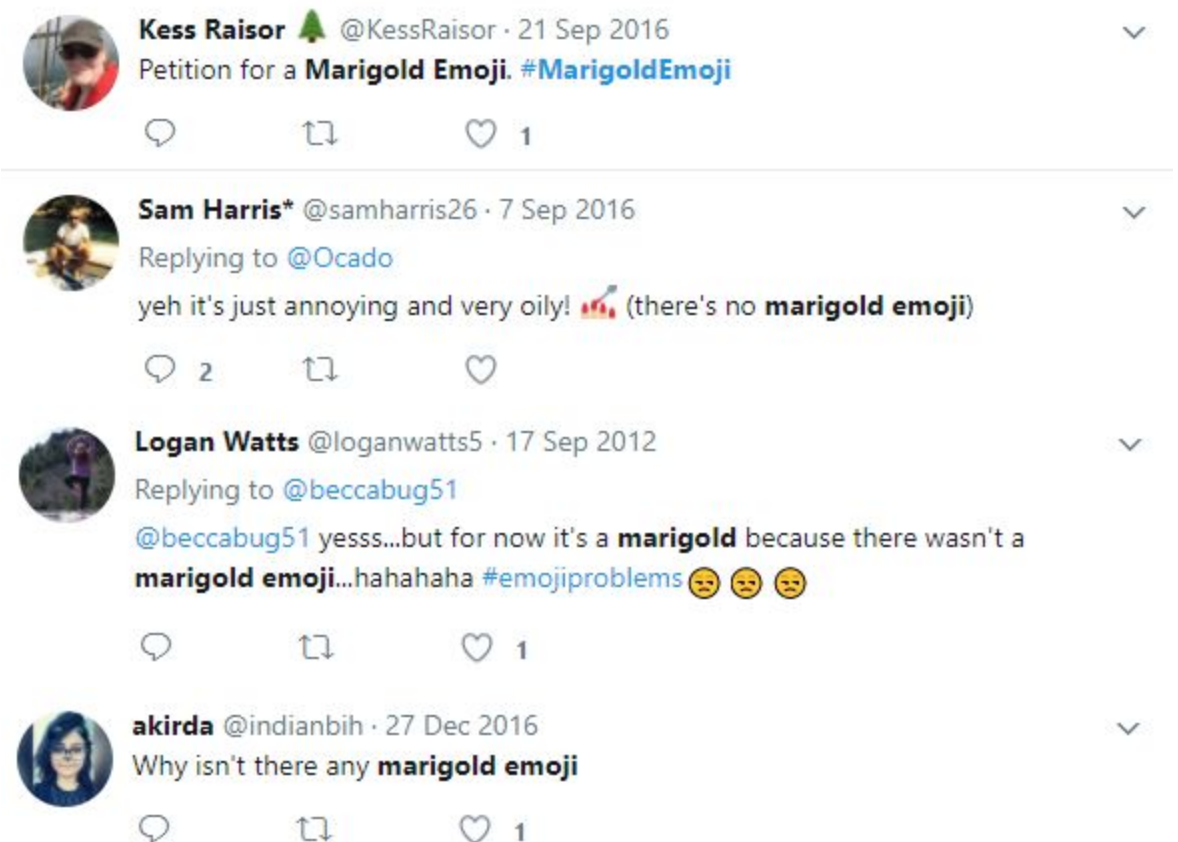 Kess Raisor 🌲 @KessRaisor · 21 Sep 2016
Petition for a Marigold Emoji. #MarigoldEmoji
1
Sam Harris* @samharris26 · 7 Sep 2016
Replying to @Ocado
yeh it's just annoying and very oily! 💅 (there's no marigold emoji)
2
Logan Watts @loganwatts5 · 17 Sep 2012
Replying to @beccabug51
@beccabug51 yesss...but for now it's a marigold because there wasn't a
marigold emoji...hahahaha #emojiproblems 😒 😒 😒
1
akirda @indianbih · 27 Dec 2016
Why isn't there any marigold emoji
1